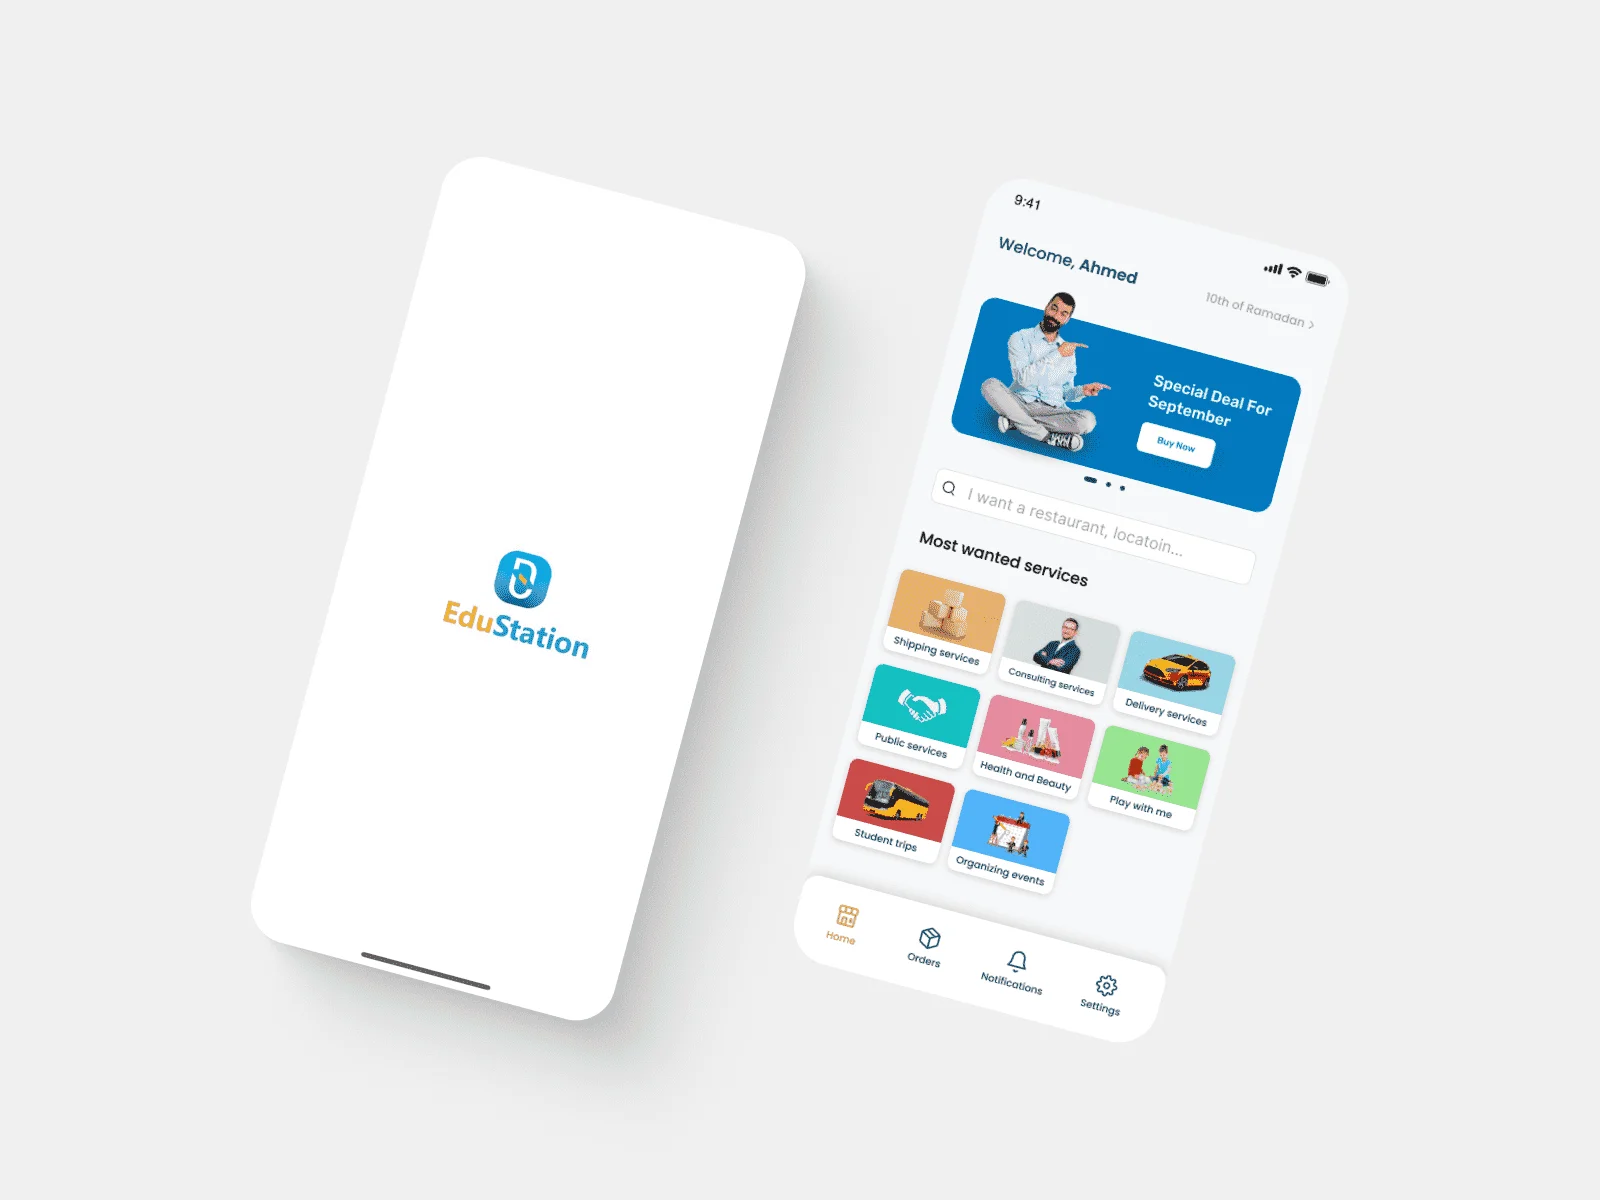 EduStation
9:41
Welcome, Ahmed
10th of Ramadan >
Special Deal For
September
Buy Now
I want a restaurant, locatoin...
Most wanted services
Shipping services
Consulting services
Delivery services
Public services
Health and Beauty
Play with me
Student trips
Organizing events
Home
Orders
Notifications
Settings